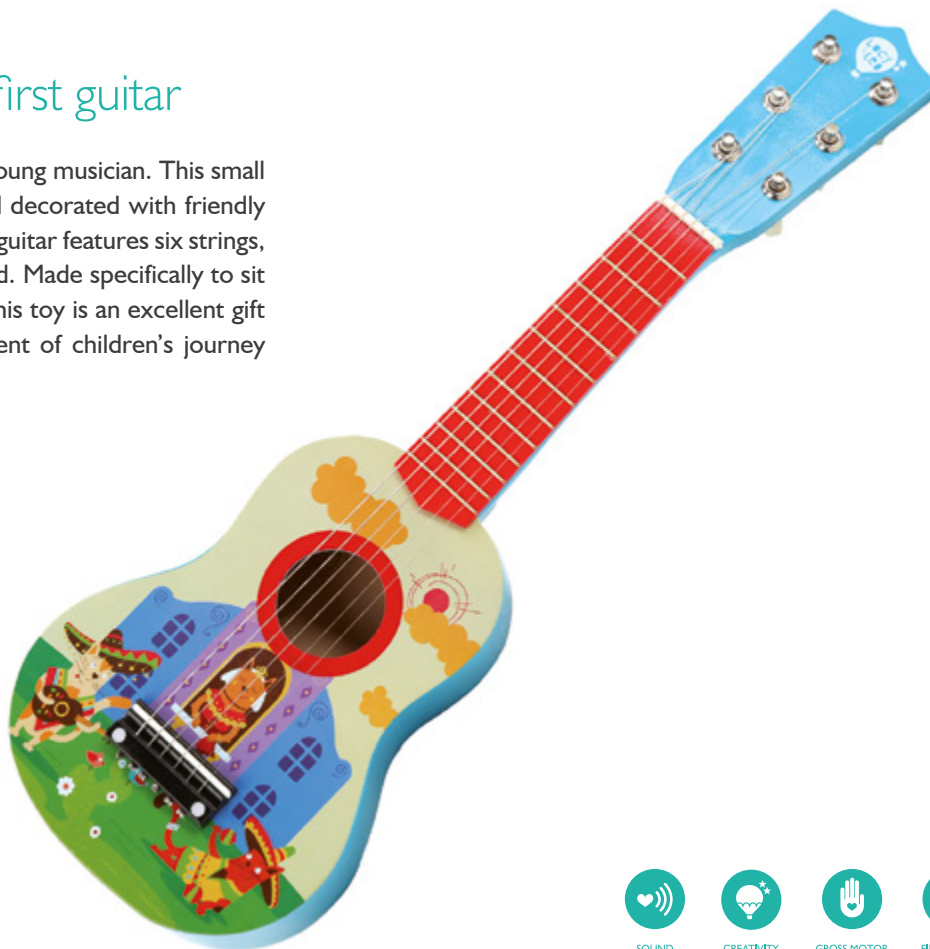 first guitar
oung musician. This small
decorated with friendly
guitar features six strings,
d. Made specifically to sit
his toy is an excellent gift
ent of children's journey
SOUND
CREATIVITY
GROSS MOTOR